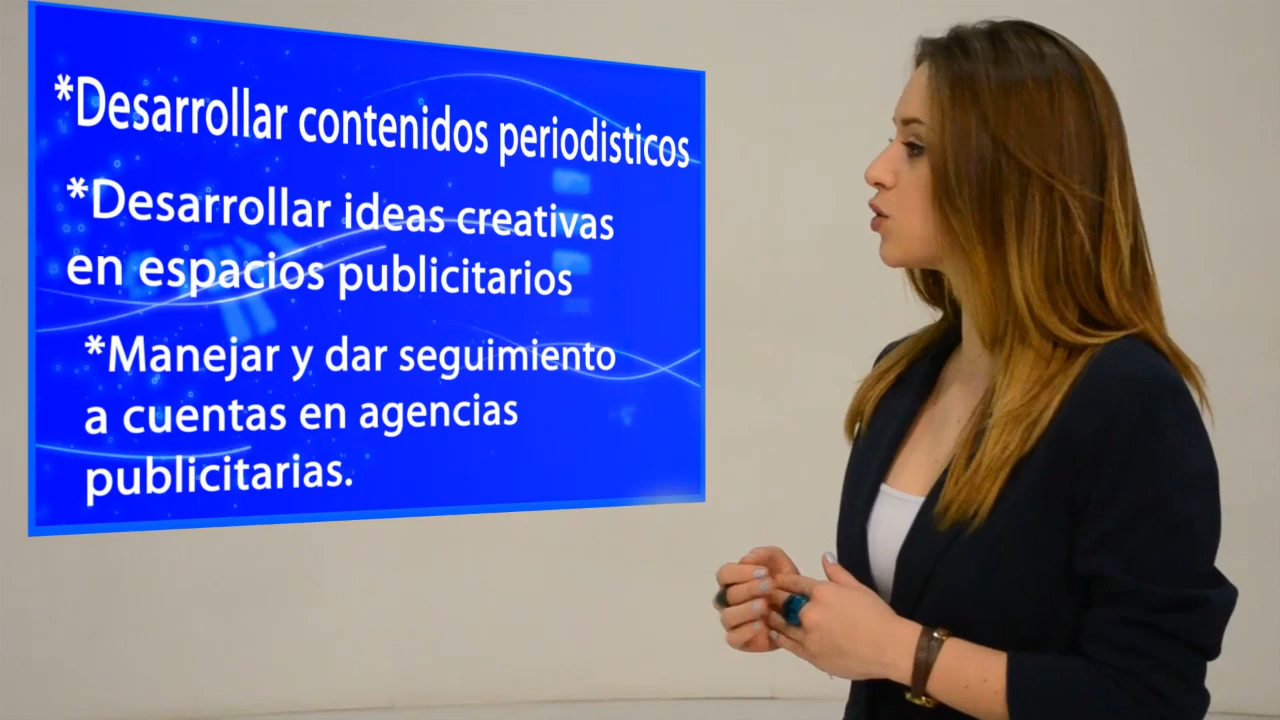 *Desarrollar contenidos periodisticos
*Desarrollar ideas creativas
en espacios publicitarios
*Manejar y dar seguimiento
a cuentas en agencias
publicitarias.